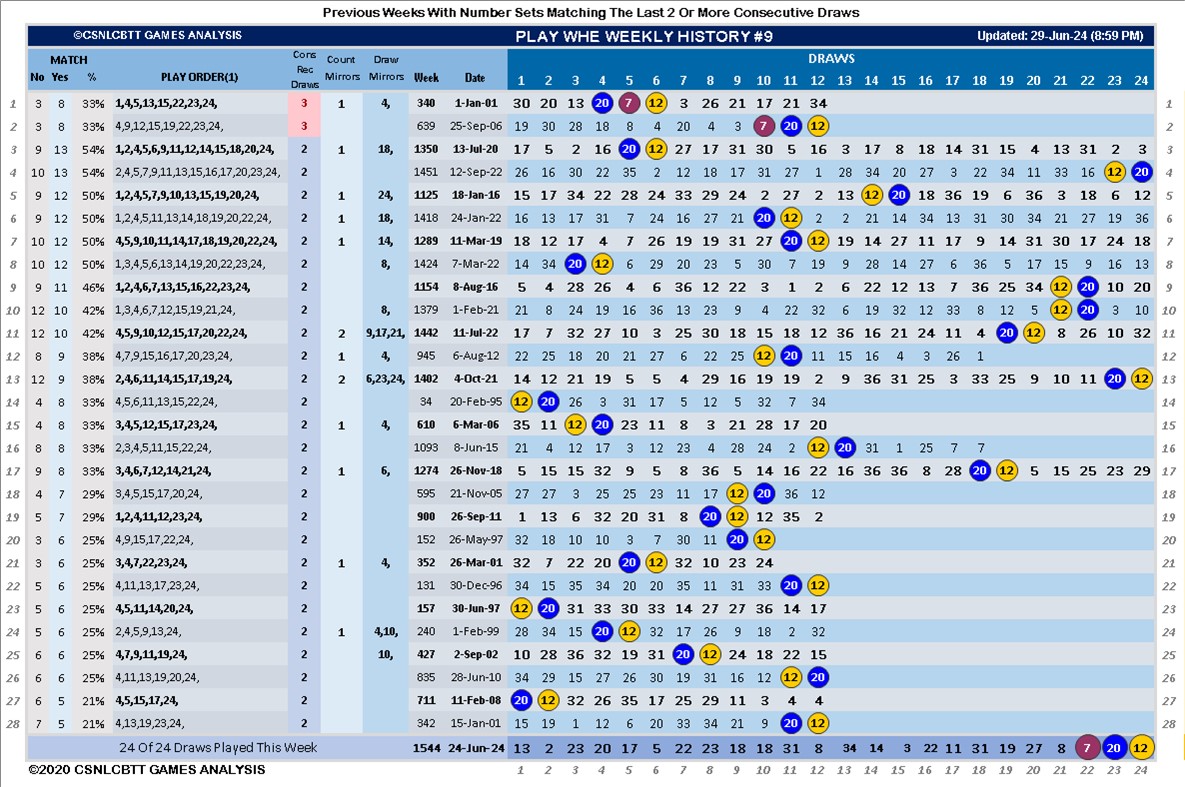 Previous Weeks With Number Sets Matching The Last 2 Or More Consecutive Draws
©CSNLCBTT GAMES ANALYSIS PLAY WHE WEEKLY HISTORY #9 Updated: 29-Jun-24 (8:59 PM)
MATCH Cons Rec Draws Count Mirrors Draw Mirrors DRAWS
No Yes % PLAY ORDER(1) Week Date 1 2 3 4 5 6 7 8 9 10 11 12 13 14 15 16 17 18 19 20 21 22 23 24
1 3 8 33% 1,4,5,13,15,22,23,24, 3 1 4, 340 1-Jan-01 30 20 13 20 7 12 3 26 21 17 21 34 1
2 3 8 33% 4,9,12,15,19,22,23,24, 3 639 25-Sep-06 19 30 28 18 8 4 20 4 3 7 20 12 2
3 9 13 54% 1,2,4,5,6,9,11,12,14,15,18,20,24, 2 1 18, 1350 13-Jul-20 17 5 2 16 20 12 27 17 31 30 5 16 3 17 8 18 14 31 15 4 13 31 2 3 3
4 10 13 54% 2,4,5,7,9,11,13,15,16,17,20,23,24, 2 1451 12-Sep-22 26 16 30 22 35 2 12 18 17 31 27 1 28 34 20 27 3 22 34 11 33 16 12 20 4
5 9 12 50% 1,2,4,5,7,9,10,13,15,19,20,24, 2 1 24, 1125 18-Jan-16 15 17 34 22 28 24 33 29 24 2 27 2 13 12 20 18 36 19 6 36 3 18 6 12 5
6 9 12 50% 1,2,4,5,11,13,14,18,19,20,22,24, 2 1 18, 1418 24-Jan-22 16 13 17 31 7 24 16 27 21 20 12 2 2 21 14 34 13 31 30 34 21 27 19 36 6
7 10 12 50% 4,5,9,10,11,14,17,18,19,20,22,24, 2 1 14, 1289 11-Mar-19 18 12 17 4 7 26 19 19 31 27 20 12 19 14 27 11 17 9 14 31 30 17 24 18 7
8 10 12 50% 1,3,4,5,6,13,14,19,20,22,23,24, 2 8, 1424 7-Mar-22 14 34 20 12 6 29 20 23 5 30 7 19 9 28 14 27 6 36 5 17 15 9 16 13 8
9 9 11 46% 1,2,4,6,7,13,15,16,22,23,24, 2 1154 8-Aug-16 5 4 28 26 4 6 36 12 22 3 1 2 6 22 12 13 7 36 25 34 12 20 10 20 9
10 12 10 42% 1,3,4,6,7,12,15,19,21,24, 2 8, 1379 1-Feb-21 21 8 24 19 16 36 13 23 9 4 22 32 6 19 32 12 33 8 12 5 12 20 3 10 10
11 12 10 42% 4,5,9,10,12,15,17,20,22,24, 2 2 9,17,21, 1442 11-Jul-22 17 7 32 27 10 3 25 30 18 15 18 12 36 16 21 24 11 4 20 12 8 26 10 32 11
12 8 9 38% 4,7,9,15,16,17,20,23,24, 2 1 4, 945 6-Aug-12 22 25 18 20 21 27 6 22 25 12 20 11 15 16 4 3 26 1 12
13 12 9 38% 2,4,6,11,14,15,17,19,24, 2 2 6,23,24, 1402 4-Oct-21 14 12 21 19 5 5 4 29 16 19 19 2 9 36 31 25 3 33 25 9 10 11 20 12 13
14 4 8 33% 4,5,6,11,13,15,22,24, 2 34 20-Feb-95 12 20 26 3 31 17 5 12 5 32 7 34 14
15 4 8 33% 3,4,5,12,15,17,23,24, 2 1 4, 610 6-Mar-06 35 11 12 20 23 11 8 3 21 28 17 20 15
16 8 8 33% 2,3,4,5,11,15,22,24, 2 1093 8-Jun-15 21 4 12 17 3 12 23 4 28 24 2 12 20 31 1 25 7 7 16
17 9 8 33% 3,4,6,7,12,14,21,24, 2 1 6, 1274 26-Nov-18 5 15 15 32 9 5 8 36 5 14 16 22 16 36 36 8 28 20 12 5 15 25 23 29 17
18 4 7 29% 3,4,5,15,17,20,24, 2 595 21-Nov-05 27 27 3 25 25 23 11 17 12 20 36 12 18
19 5 7 29% 1,2,4,11,12,23,24, 2 900 26-Sep-11 1 13 6 32 20 31 8 20 12 12 35 2 19
20 3 6 25% 4,9,15,17,22,24, 2 152 26-May-97 32 18 10 10 3 7 30 11 20 12 20
21 3 6 25% 3,4,7,22,23,24, 2 1 4, 352 26-Mar-01 32 7 22 20 20 12 32 10 23 24 21
22 5 6 25% 4,11,13,17,23,24, 2 131 30-Dec-96 34 15 35 34 20 20 35 11 31 33 20 12 22
23 5 6 25% 4,5,11,14,20,24, 2 157 30-Jun-97 12 20 31 33 30 33 14 27 27 36 14 17 23
24 5 6 25% 2,4,5,9,13,24, 2 1 4,10, 240 1-Feb-99 28 34 15 20 12 32 17 26 9 18 2 32 24
25 6 6 25% 4,7,9,11,19,24, 2 10, 427 2-Sep-02 10 28 36 32 19 31 20 12 24 18 22 15 25
26 6 6 25% 4,11,13,19,20,24, 2 835 28-Jun-10 34 29 15 27 26 30 19 31 16 11 12 20 26
27 6 5 21% 4,5,15,17,24, 2 711 11-Feb-08 20 12 32 26 35 17 25 29 11 3 4 4 27
28 7 5 21% 4,13,19,23,24, 2 342 15-Jan-01 15 19 1 12 6 20 33 34 21 9 20 12 28
24 Of 24 Draws Played This Week 1544 24-Jun-24 13 2 23 20 17 5 22 23 18 18 31 8 34 14 3 22 11 31 19 27 8 7 20 12
©2020 CSNLCBTT GAMES ANALYSIS 1 2 3 4 5 6 7 8 9 10 11 12 13 14 15 16 17 18 19 20 21 22 23 24